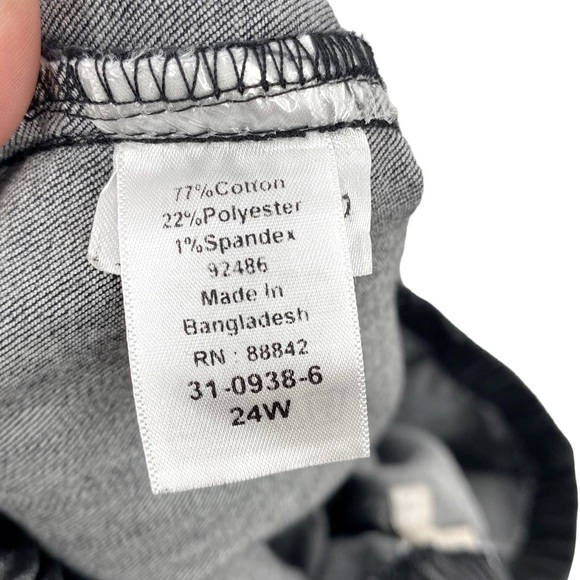 77%Cotton
22%Polyester
1%Spandex
92486
Made In
Bangladesh
RN : 88842
31-0938-6
24W